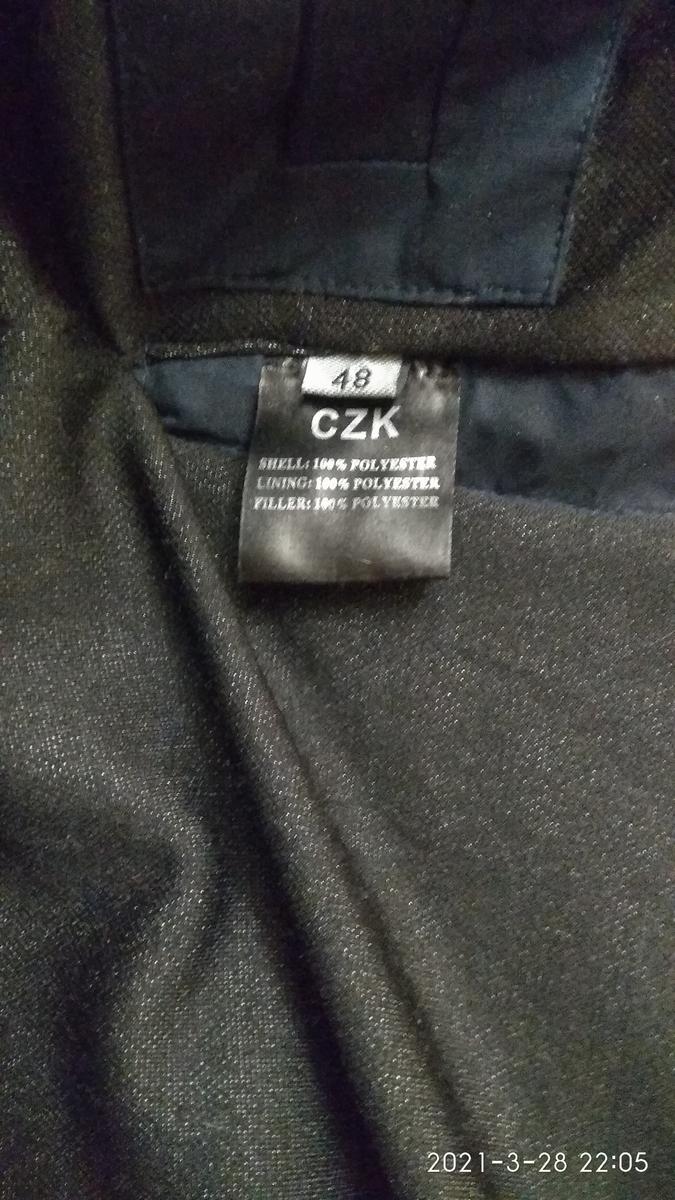 48
CZK
SHELL: 100% POLYESTER
LINING: 100% POLYESTER
FILLER: 100% POLYESTER
2021-3-28 22:05